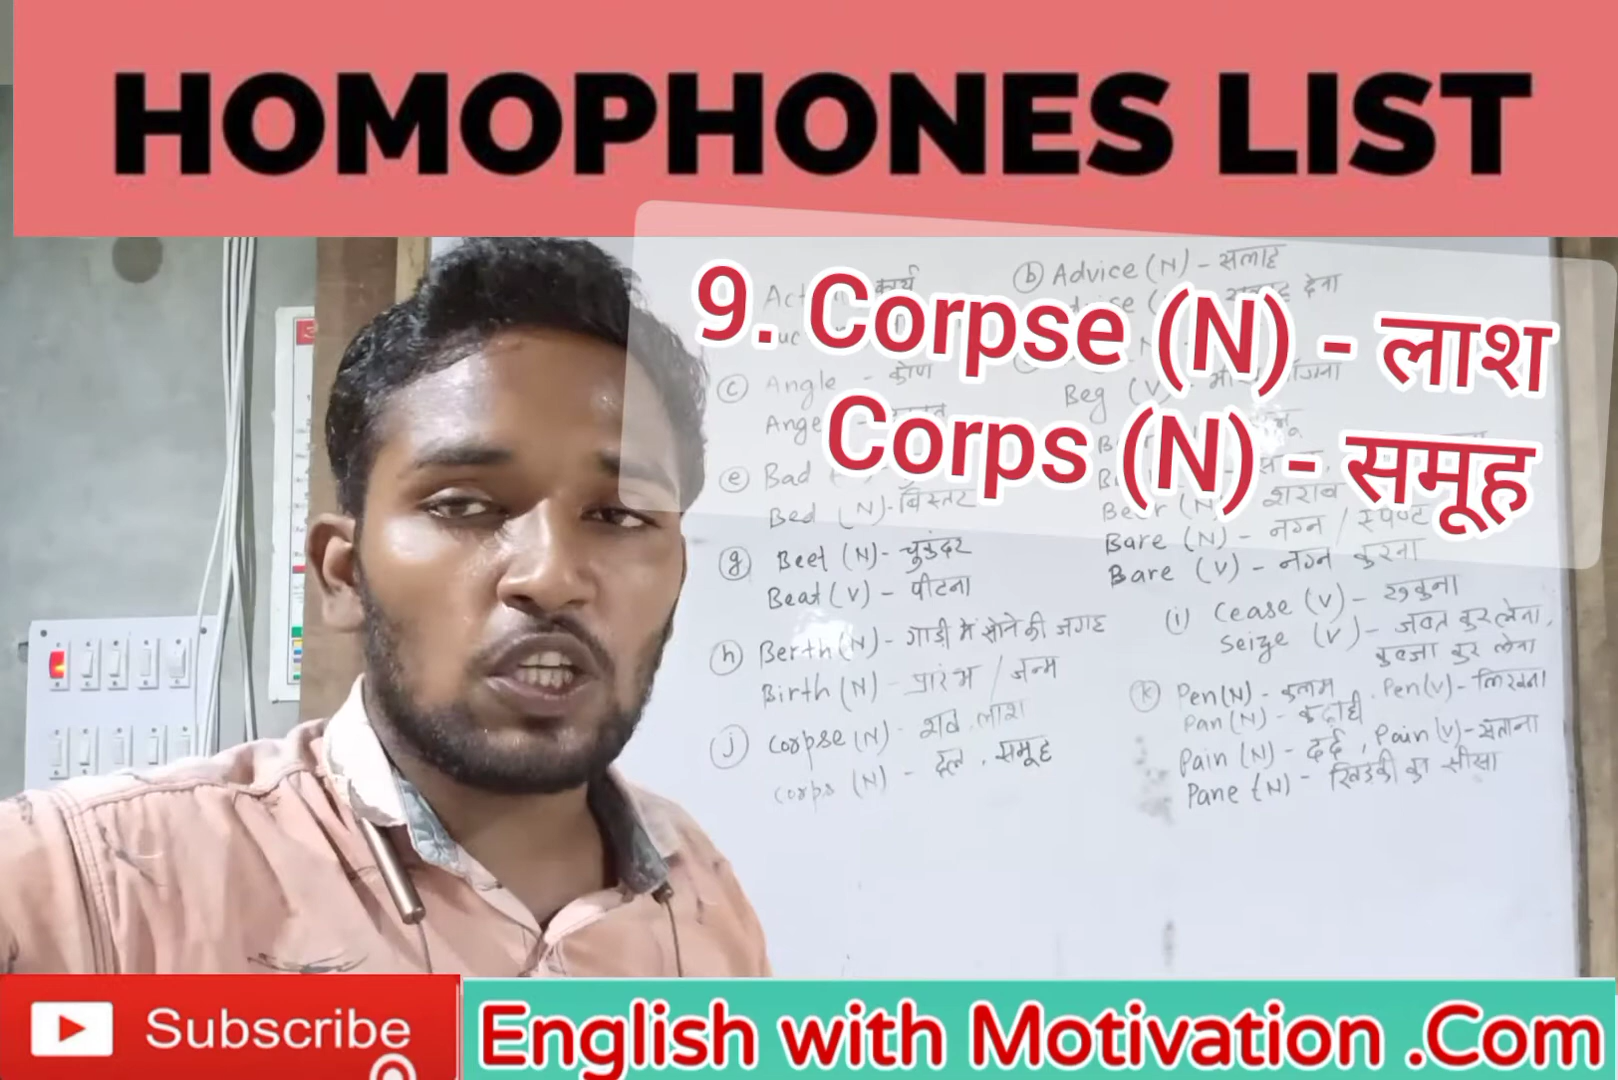 HOMOPHONES LIST
9. Corpse (N) - लाश
Corps (N) - समूह
Act कार्य
b Advice (N) - सलाह
देना
c Angle - कोण
Beg (V)
Ange
e Bad
Bed (N) - बिस्तर
Beer (N) शराब
Bare (N) - नग्न / स्पष्ट
Bare (V) - नग्न करना
g Beet (N) - चुकंदर
Beat (V) - पीटना
(i) Cease (V) - रुकना
Seize (V) - जब्त कर लेना,
कब्जा कर लेना
h Berth (N) - गाड़ी में सोने की जगह
Birth (N) - प्रारंभ / जन्म
j Corpse (N) - शव, लाश
Corps (N) - दल, समूह
k Pen (N) - कलम, Pen (V) - लिखना
Pan (N) - कढ़ाही
Pain (N) - दर्द, Pain (V) - सताना
Pane (N) - खिड़की का सीसा
Subscribe
English with Motivation .Com